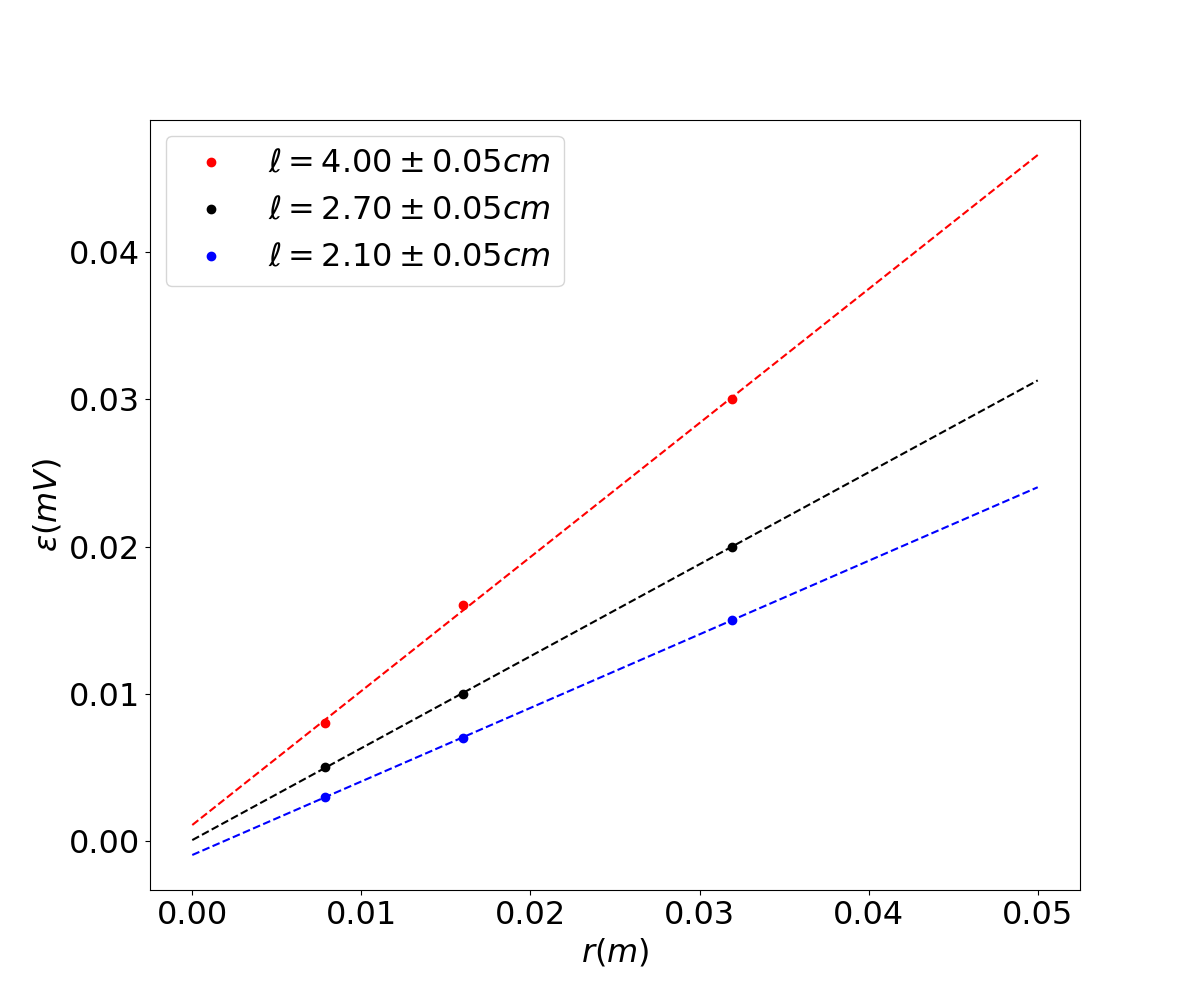 ℓ = 4.00 ± 0.05cm
ℓ = 2.70 ± 0.05cm
ℓ = 2.10 ± 0.05cm
0.04
0.03
0.02
0.01
0.00
ε(mV)
0.00 0.01 0.02 0.03 0.04 0.05
r(m)